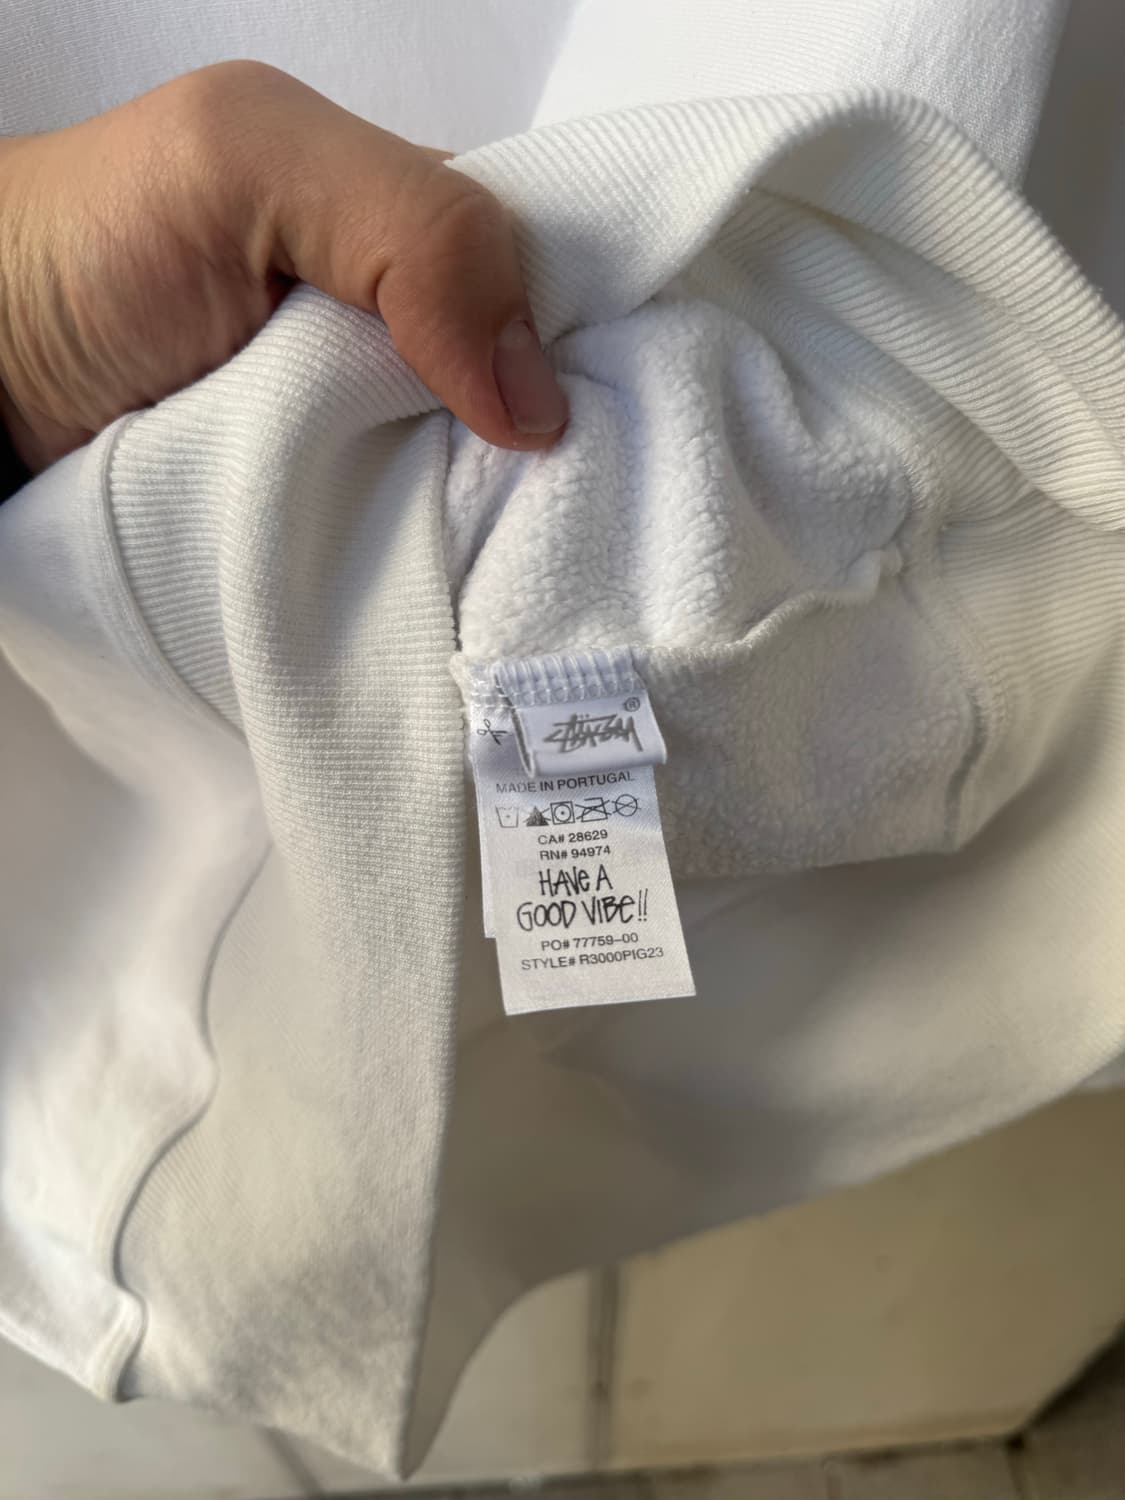 STÜSSY®
MADE IN PORTUGAL
CA# 28629
RN# 94974
HAVE A
GOOD VIBE!!
PO# 77759-00
STYLE# R3000PIG23